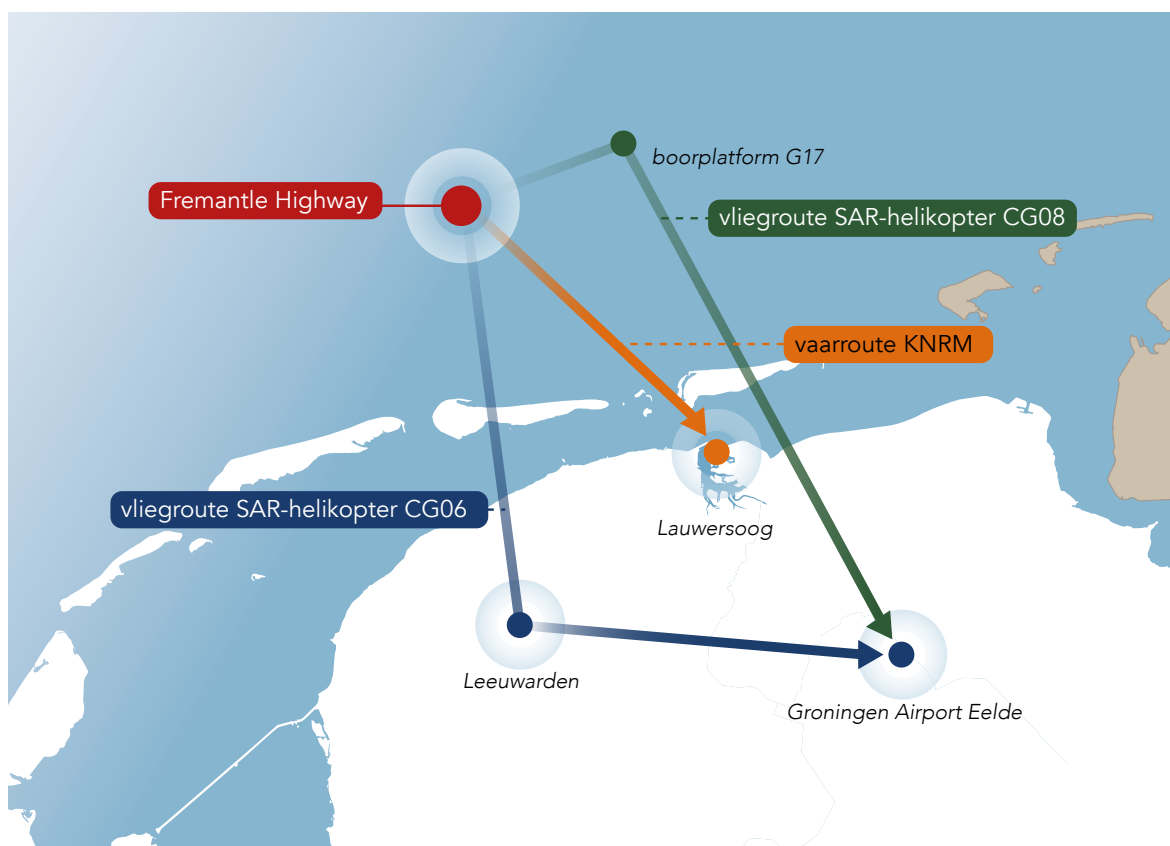 boorplatform G17
Fremantle Highway
vliegroute SAR-helikopter CG08
vaarroute KNRM
vliegroute SAR-helikopter CG06
Lauwersoog
Leeuwarden
Groningen Airport Eelde